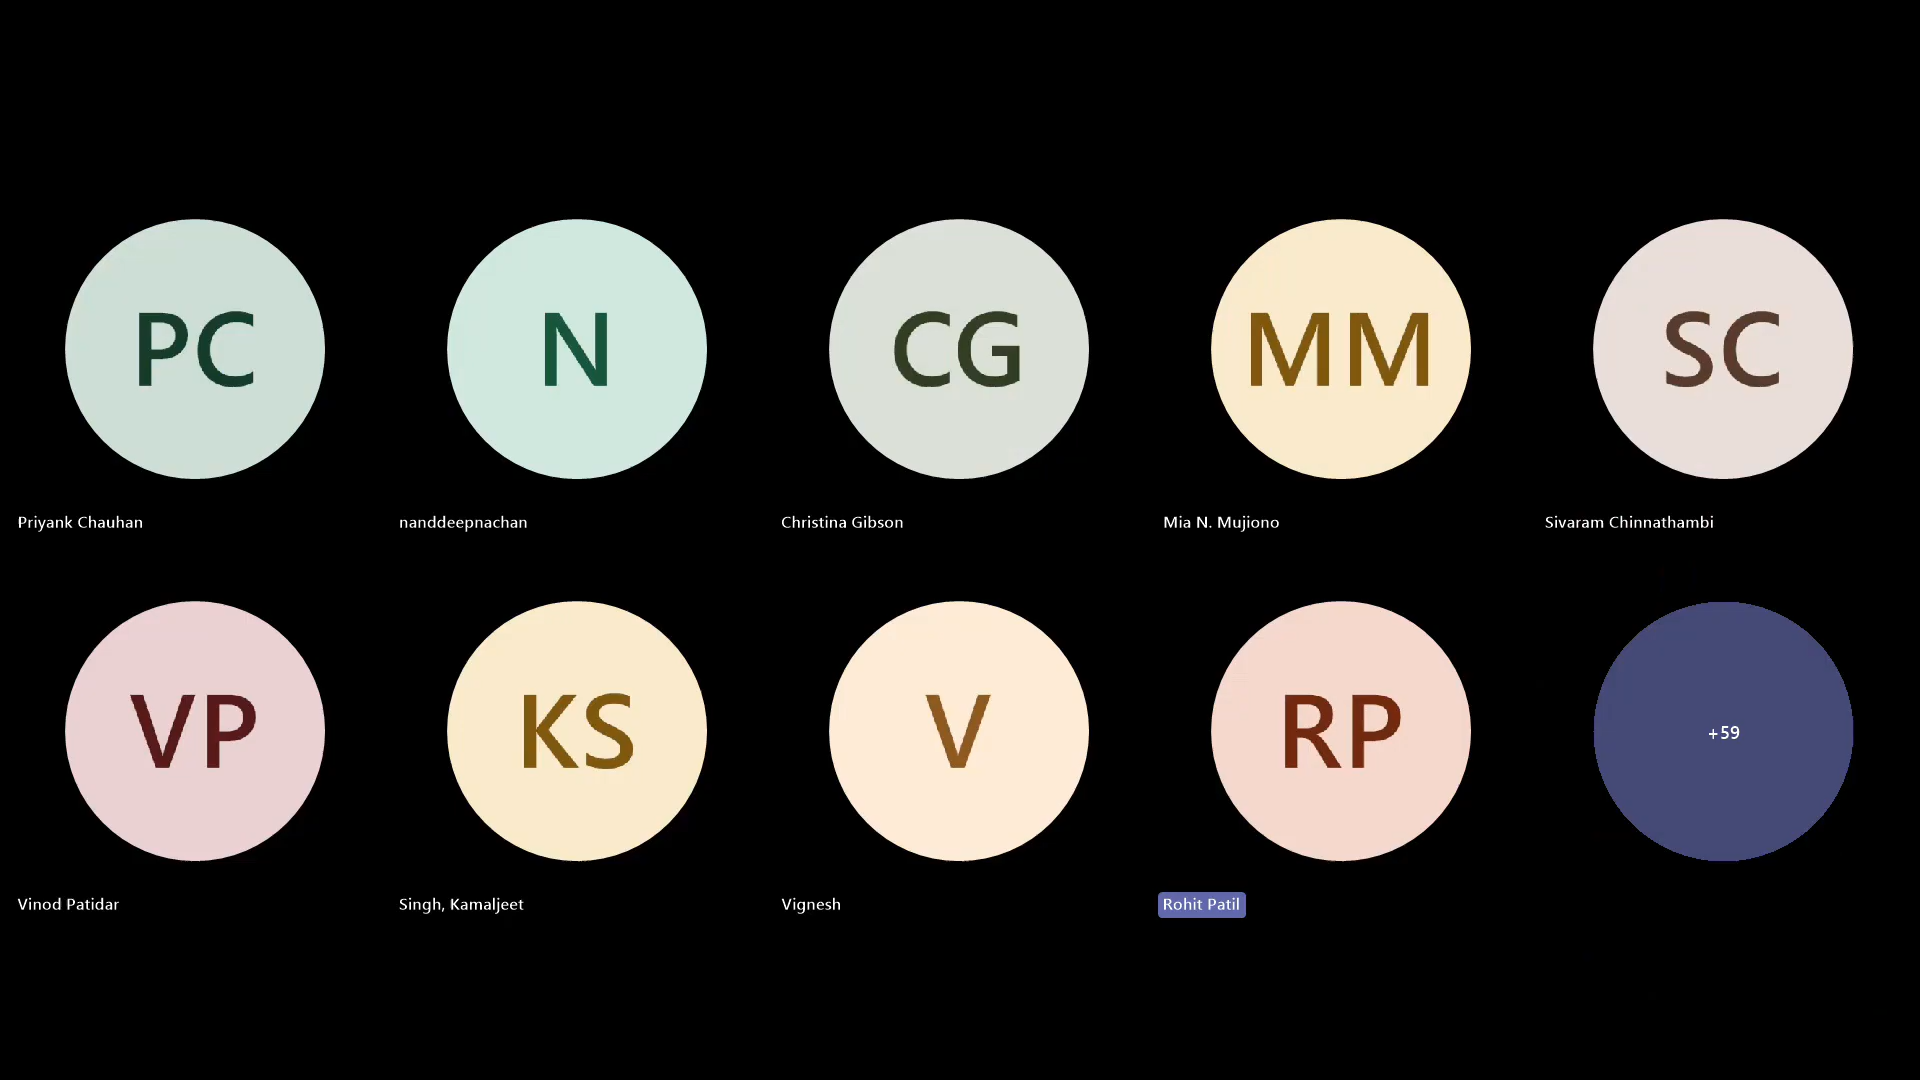 PC
N
CG
MM
SC
Priyank Chauhan
nanddeepnachan
Christina Gibson
Mia N. Mujiono
Sivaram Chinnathambi
VP
KS
V
RP
+59
Vinod Patidar
Singh, Kamaljeet
Vignesh
Rohit Patil